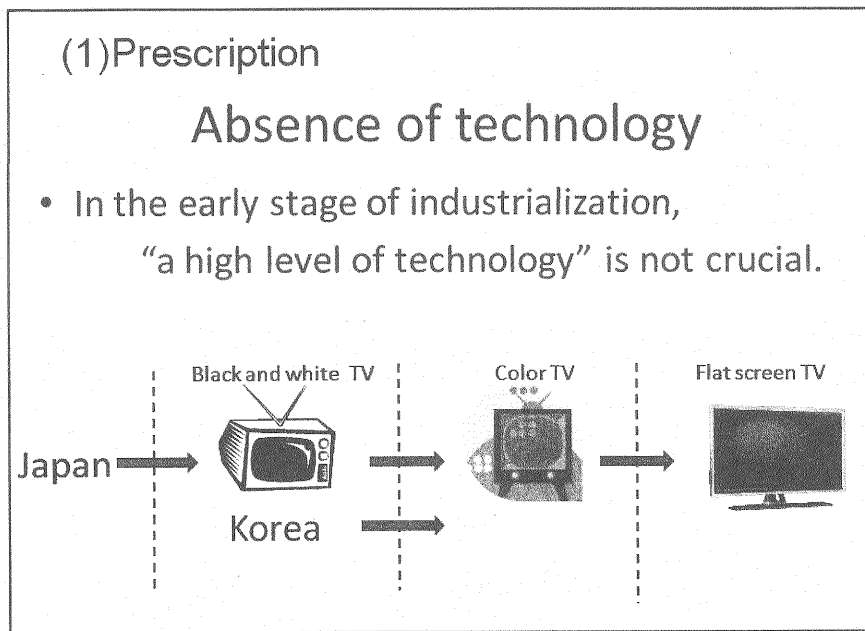 (1)Prescription
Absence of technology
• In the early stage of industrialization,
“a high level of technology” is not crucial.
Black and white TV
Color TV
Flat screen TV
Japan
Korea